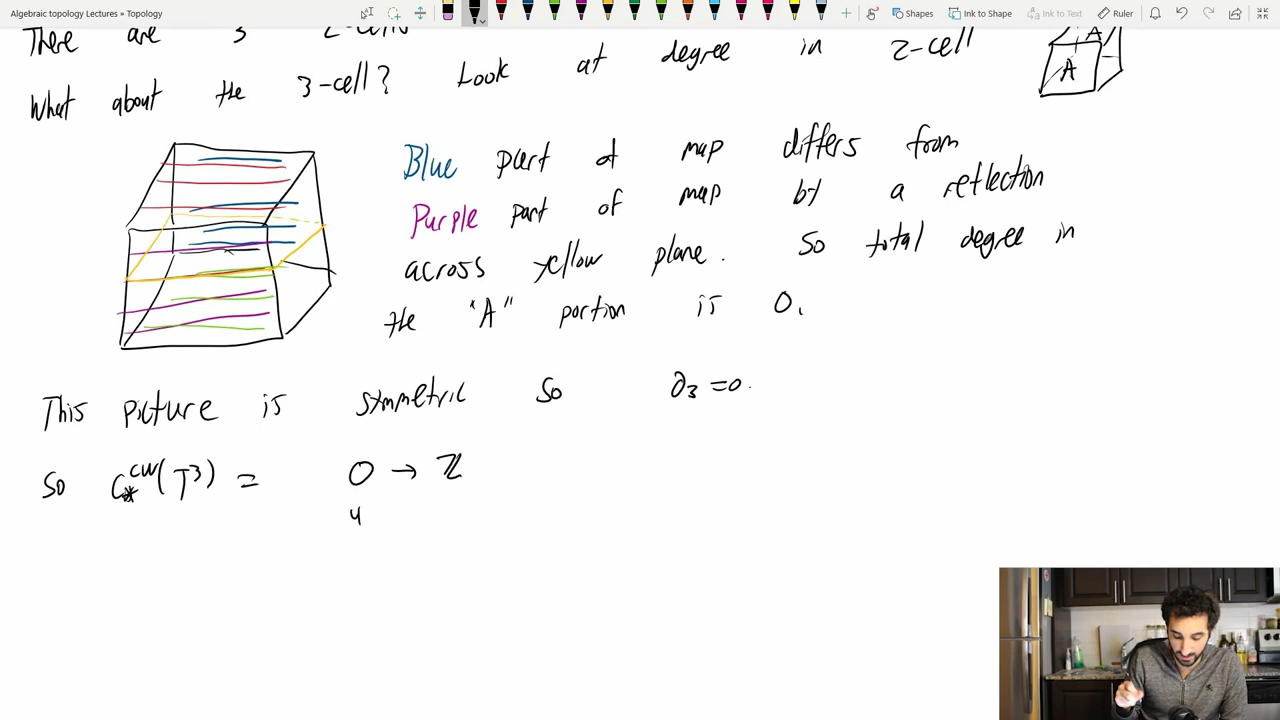 Algebraic topology Lectures » Topology
Shapes Ink to Shape Ink to Text Ruler
There are 3 2-cells
What about the 3-cell? Look at degree in 2-cell
A
A
Blue part of map differs from
Purple part of map by a reflection
across yellow plane. So total degree in
the "A" portion is 0.
This picture is symmetric so ∂₃ = 0.
So C_*^{CW}(T³) = 0 → ℤ
4